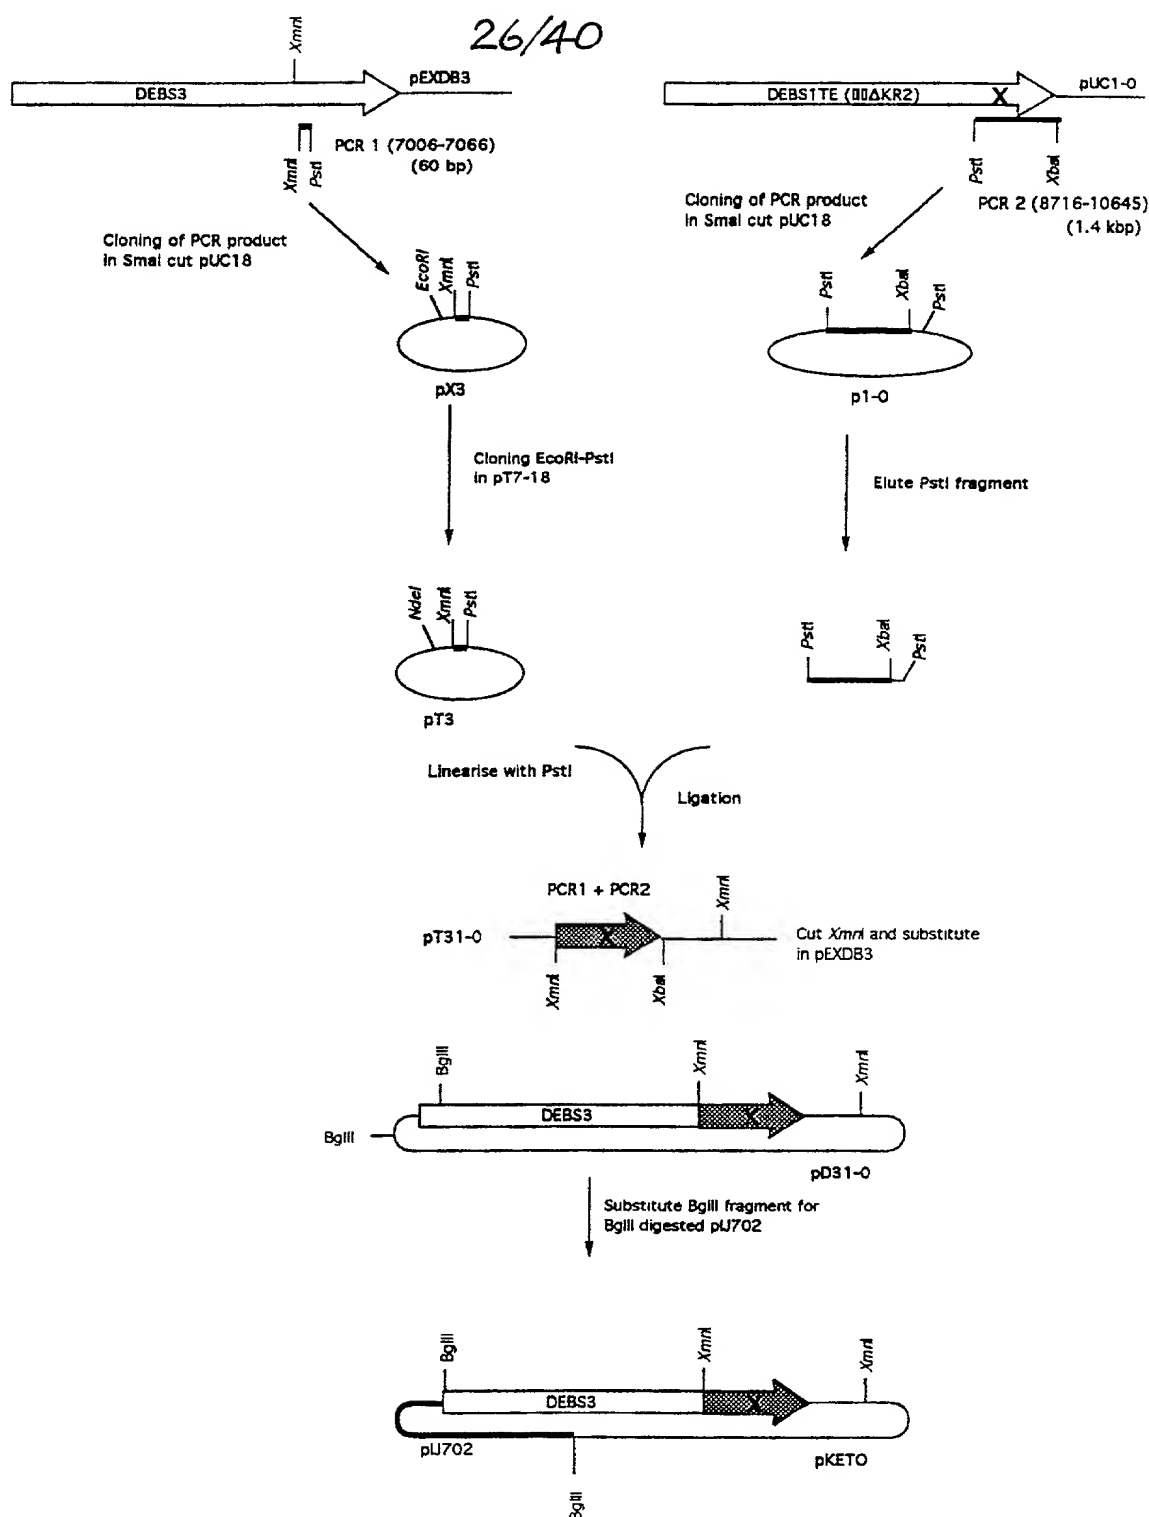 26/40
XmnI
pEXDB3
DEBS3
PCR 1 (7006-7066)
(60 bp)
XmnI
PstI
pUC1-0
DEBS1TE (▯▯ΔKR2)
X
PstI
XbaI
PCR 2 (8716-10645)
(1.4 kbp)
Cloning of PCR product
in SmaI cut pUC18
Cloning of PCR product
in SmaI cut pUC18
EcoRI
XmnI
PstI
pX3
PstI
XbaI
PstI
p1-0
Cloning EcoRI-PstI
in pT7-18
Elute PstI fragment
NdeI
XmnI
PstI
pT3
PstI
XbaI
PstI
Linearise with PstI
Ligation
PCR1 + PCR2
XmnI
pT31-0
X
XmnI
XbaI
Cut XmnI and substitute
in pEXDB3
BglII
XmnI
XmnI
DEBS3
X
BglII
pD31-0
Substitute BglII fragment for
BglII digested pIJ702
BglII
XmnI
XmnI
DEBS3
X
pIJ702
pKETO
BglII